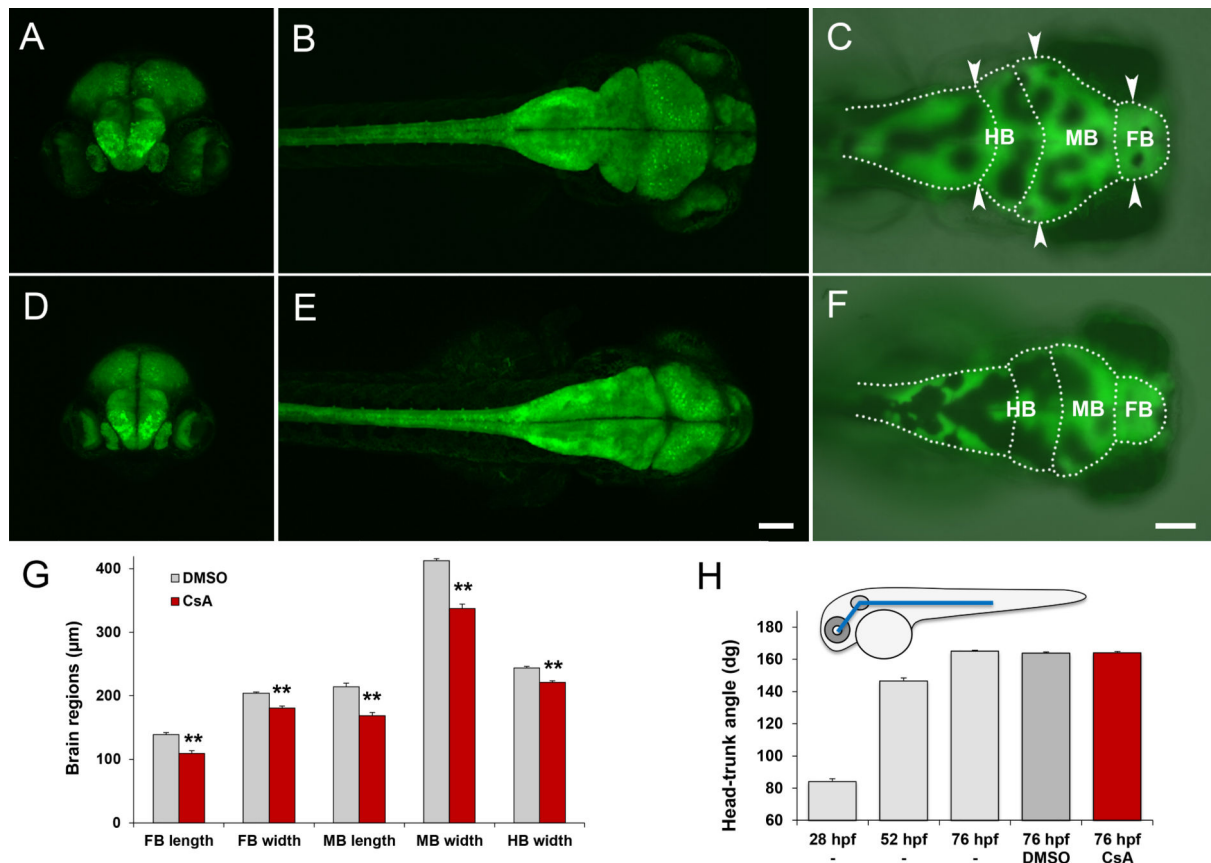 A
B
C
HB
MB
FB
D
E
F
HB
MB
FB
G
DMSO
CsA
**
**
**
**
**
400
300
200
100
0
Brain regions (µm)
FB length
FB width
MB length
MB width
HB width
H
180
160
140
120
100
80
60
Head-trunk angle (dg)
28 hpf
52 hpf
76 hpf
76 hpf
76 hpf
-
-
-
DMSO
CsA